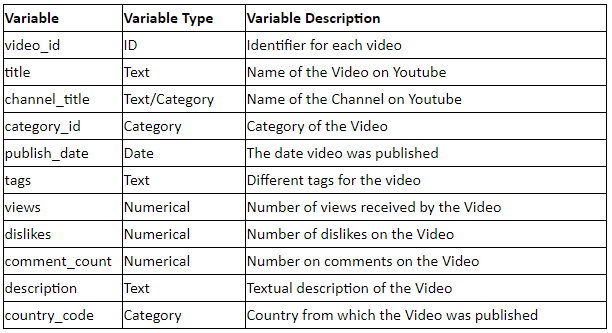 Variable Variable Type Variable Description
video_id ID Identifier for each video
title Text Name of the Video on Youtube
channel_title Text/Category Name of the Channel on Youtube
category_id Category Category of the Video
publish_date Date The date video was published
tags Text Different tags for the video
views Numerical Number of views received by the Video
dislikes Numerical Number of dislikes on the Video
comment_count Numerical Number on comments on the Video
description Text Textual description of the Video
country_code Category Country from which the Video was published